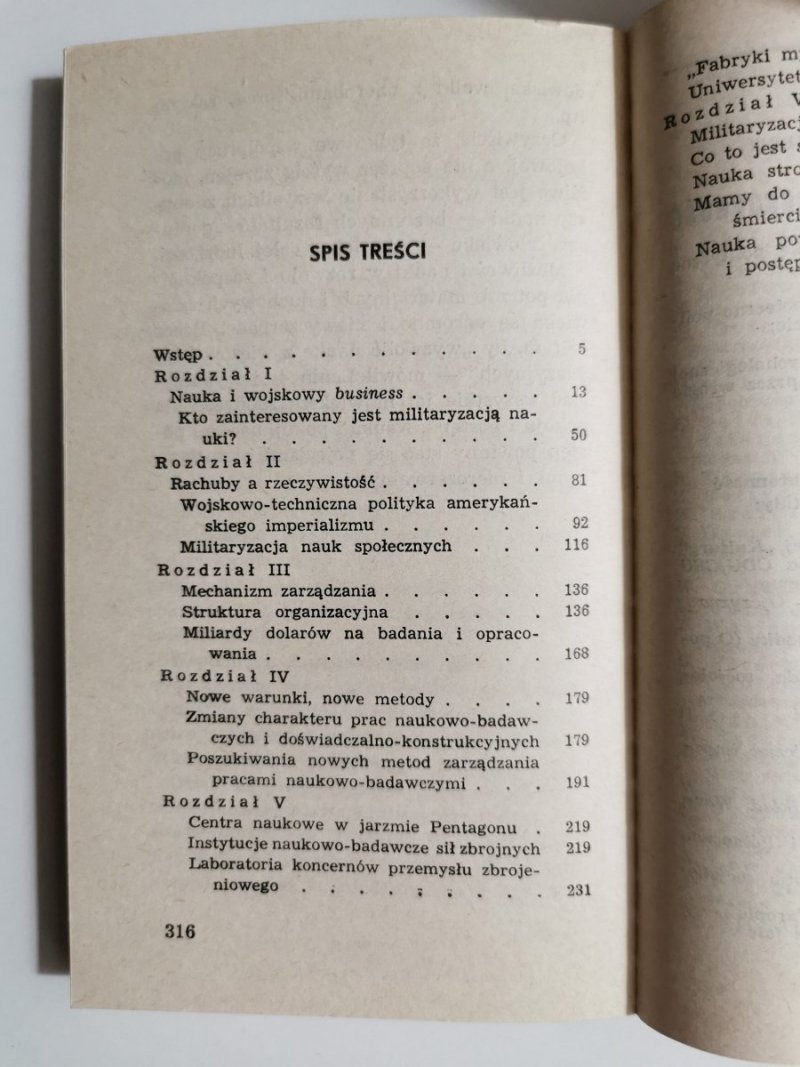 SPIS TREŚCI
Wstęp . . . . . . . . . . . . 5
Rozdział I
Nauka i wojskowy business . . . . . 13
Kto zainteresowany jest militaryzacją na-
uki? . . . . . . . . . . 50
Rozdział II
Rachuby a rzeczywistość . . . . . . 81
Wojskowo-techniczna polityka amerykań-
skiego imperializmu . . . . . . 92
Militaryzacja nauk społecznych . . . 116
Rozdział III
Mechanizm zarządzania . . . . . . 136
Struktura organizacyjna . . . . . 136
Miliardy dolarów na badania i opraco-
wania . . . . . . . . . . 168
Rozdział IV
Nowe warunki, nowe metody . . . . 179
Zmiany charakteru prac naukowo-badaw-
czych i doświadczalno-konstrukcyjnych 179
Poszukiwania nowych metod zarządzania
pracami naukowo-badawczymi . . . 191
Rozdział V
Centra naukowe w jarzmie Pentagonu . 219
Instytucje naukowo-badawcze sił zbrojnych 219
Laboratoria koncernów przemysłu zbroje-
niowego . . . . . . . . . 231
316
„Fabryki
Uniwersytet
Rozdział V
Militaryzac
Co to jest
Nauka
Mamy do
śmierci
Nauka
i